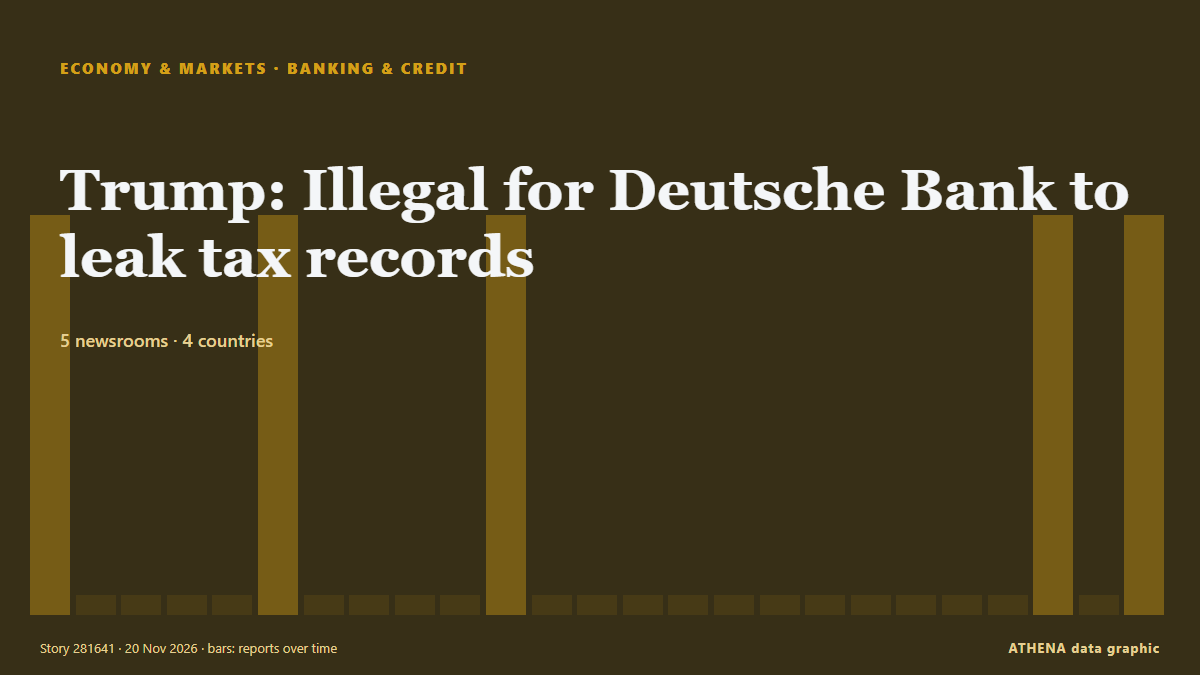 ECONOMY & MARKETS · BANKING & CREDIT
Trump: Illegal for Deutsche Bank to
leak tax records
5 newsrooms · 4 countries
Story 281641 · 20 Nov 2026 · bars: reports over time
ATHENA data graphic